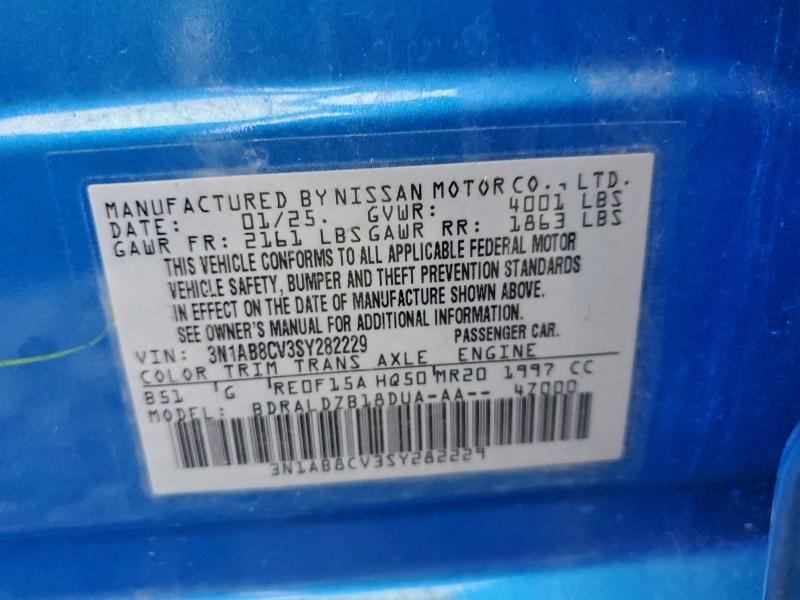 MANUFACTURED BY NISSAN MOTOR CO., LTD.
DATE: 01/25. GVWR: 4001 LBS
GAWR FR: 2161 LBS GAWR RR: 1863 LBS
THIS VEHICLE CONFORMS TO ALL APPLICABLE FEDERAL MOTOR
VEHICLE SAFETY, BUMPER AND THEFT PREVENTION STANDARDS
IN EFFECT ON THE DATE OF MANUFACTURE SHOWN ABOVE.
SEE OWNER'S MANUAL FOR ADDITIONAL INFORMATION.
VIN: 3N1AB8CV3SY282229 PASSENGER CAR.
COLOR TRIM TRANS AXLE ENGINE
B51 G RE0F15A HQ50 MR20 1997 CC
MODEL: BDRALDZB18DUA-AA-- 47000
3N1AB8CV3SY282229